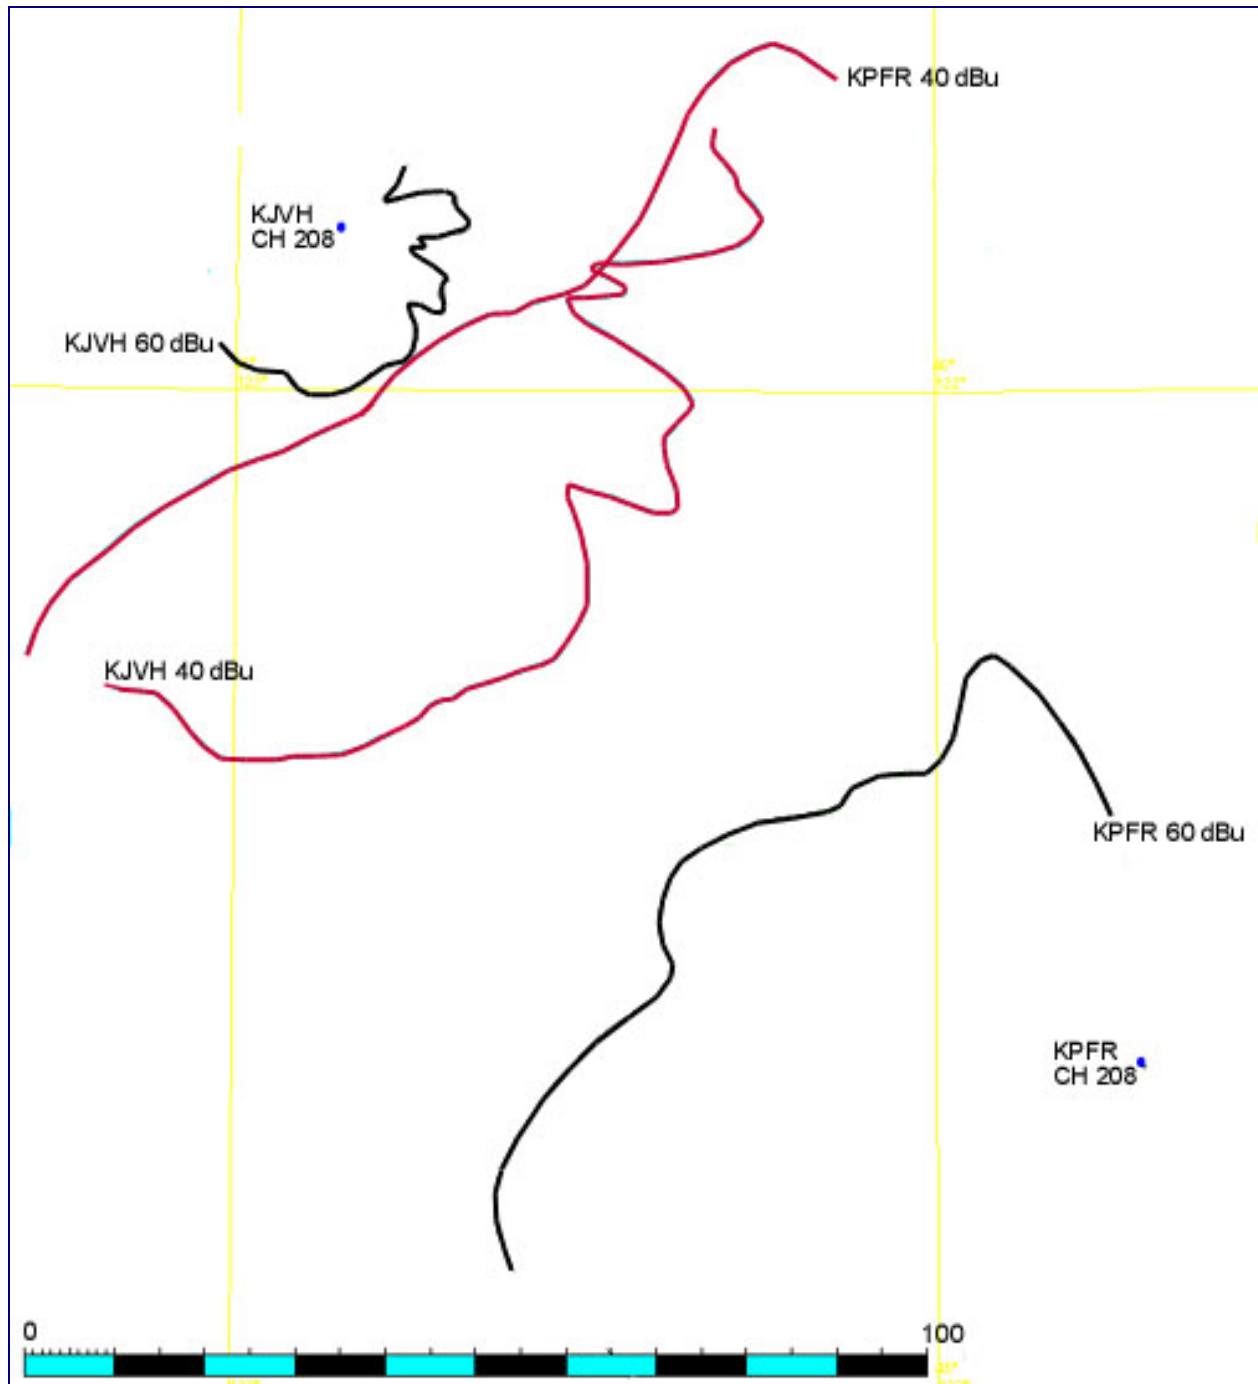 KPFR 40 dBu
KJVH
CH 208
KJVH 60 dBu
KJVH 40 dBu
KPFR 60 dBu
KPFR
CH 208
0
100